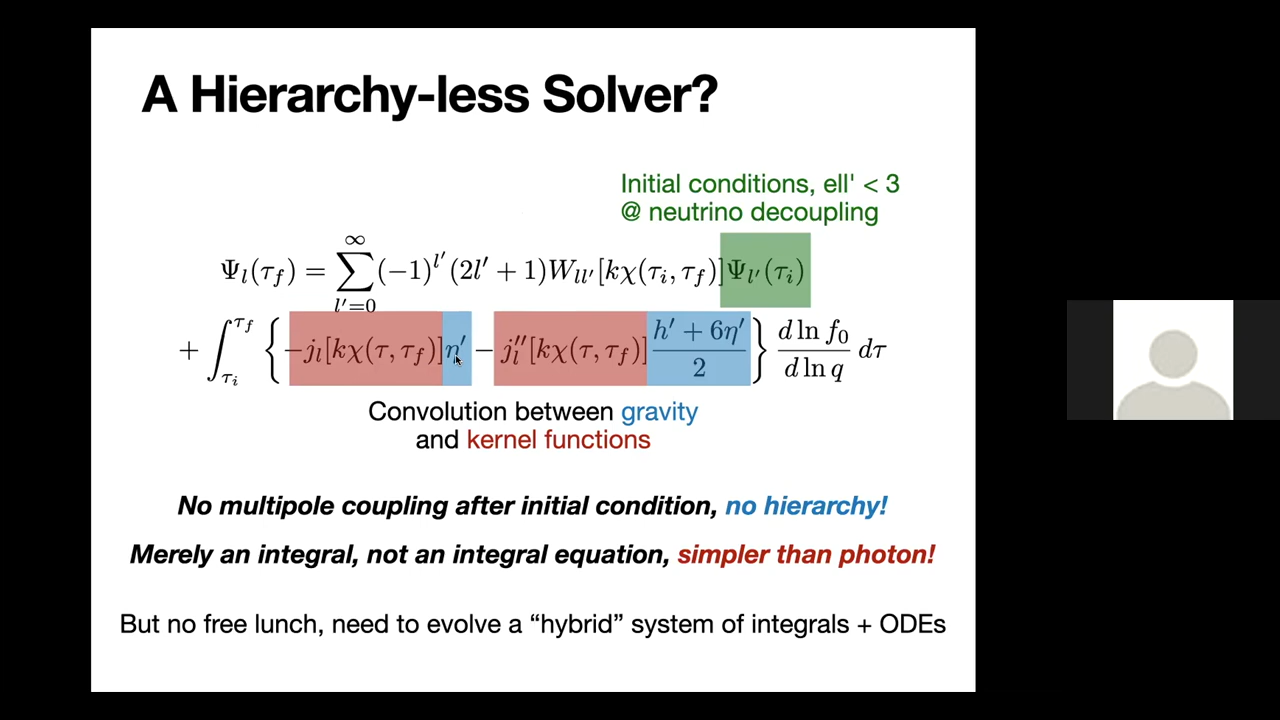 A Hierarchy-less Solver?
Initial conditions, ell' < 3
@ neutrino decoupling
Ψ_l(τ_f) = ∑_{l'=0}^{∞} (−1)^{l'} (2l' + 1) W_{ll'}[kχ(τ_i, τ_f)] Ψ_{l'}(τ_i)
+ ∫_{τ_i}^{τ_f} { −j_l[kχ(τ, τ_f)] η' − j_l''[kχ(τ, τ_f)] (h' + 6η')/2 } (d ln f_0)/(d ln q) dτ
Convolution between gravity
and kernel functions
No multipole coupling after initial condition, no hierarchy!
Merely an integral, not an integral equation, simpler than photon!
But no free lunch, need to evolve a “hybrid” system of integrals + ODEs